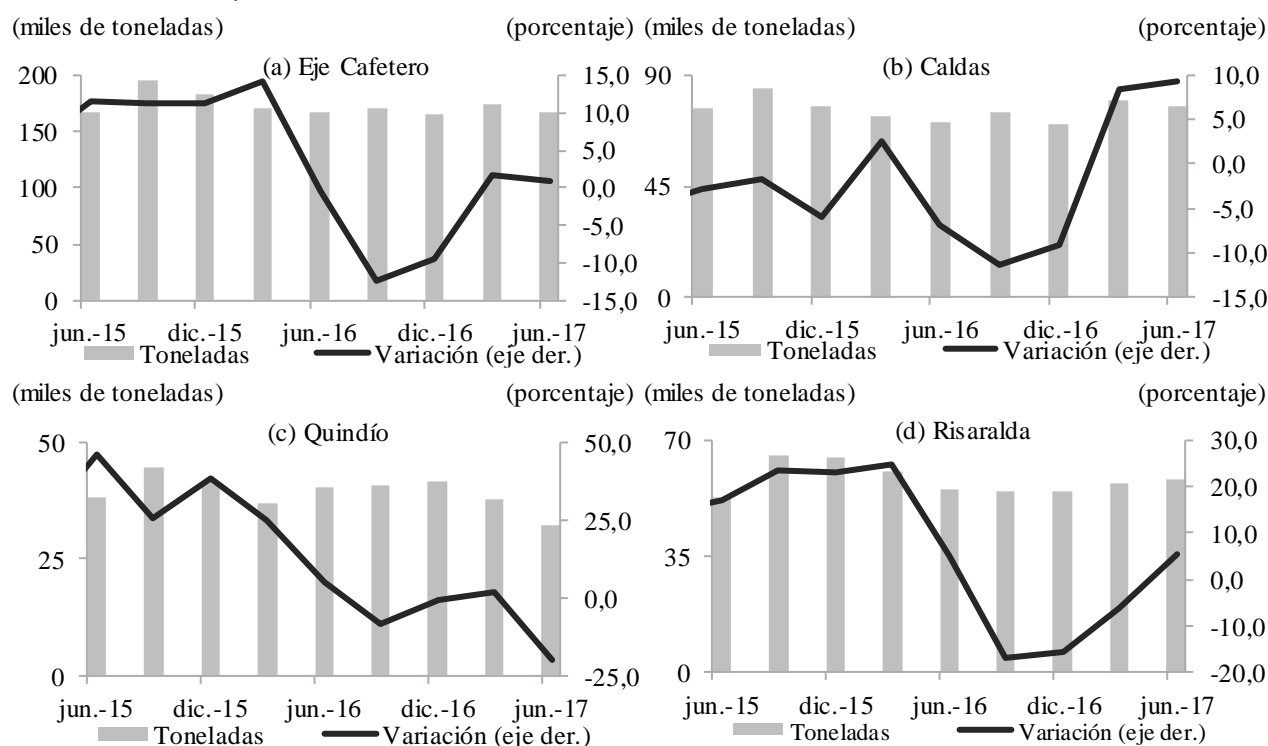 (miles de toneladas) (porcentaje)
(a) Eje Cafetero
200
150
100
50
0
15,0
10,0
5,0
0,0
-5,0
-10,0
-15,0
jun.-15 dic.-15 jun.-16 dic.-16 jun.-17
Toneladas Variación (eje der.)
(miles de toneladas) (porcentaje)
(b) Caldas
90
45
0
10,0
5,0
0,0
-5,0
-10,0
-15,0
jun.-15 dic.-15 jun.-16 dic.-16 jun.-17
Toneladas Variación (eje der.)
(miles de toneladas) (porcentaje)
(c) Quindío
50
25
0
50,0
25,0
0,0
-25,0
jun.-15 dic.-15 jun.-16 dic.-16 jun.-17
Toneladas Variación (eje der.)
(miles de toneladas) (porcentaje)
(d) Risaralda
70
35
0
30,0
20,0
10,0
0,0
-10,0
-20,0
jun.-15 dic.-15 jun.-16 dic.-16 jun.-17
Toneladas Variación (eje der.)